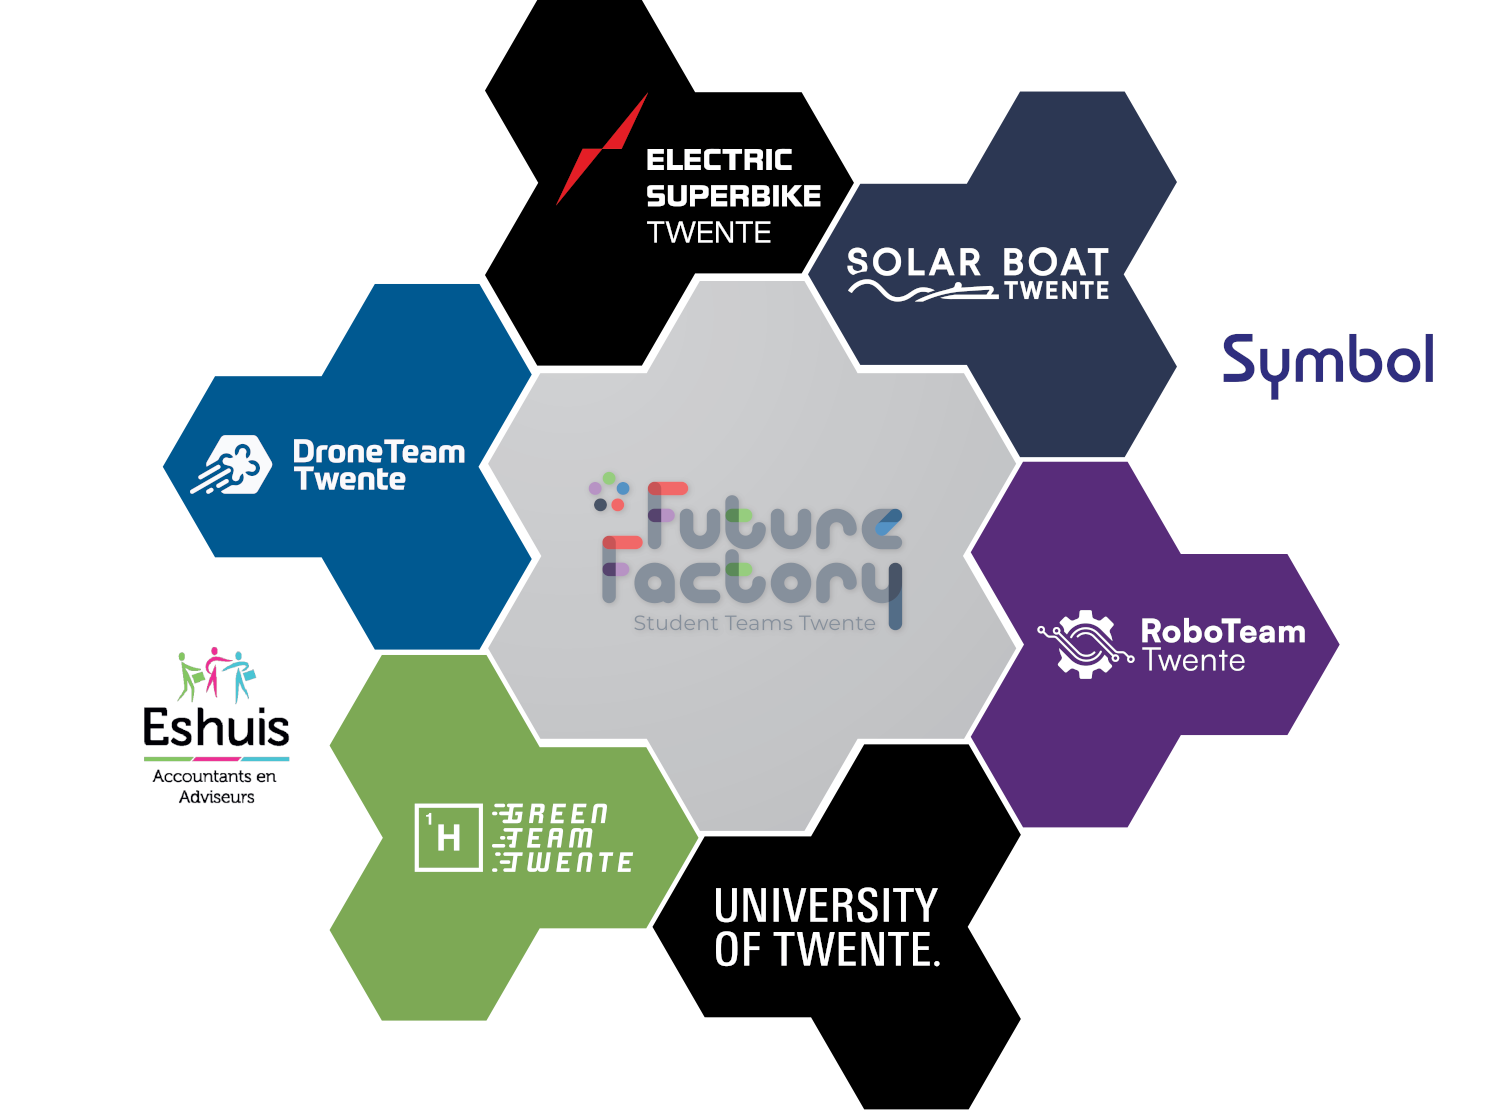 ELECTRIC
SUPERBIKE
TWENTE
SOLAR BOAT
TWENTE
Symbol
DroneTeam
Twente
Future
Factory
Student Teams Twente
RoboTeam
Twente
Eshuis
Accountants en
Adviseurs
1
H
GREEN
TEAM
TWENTE
UNIVERSITY
OF TWENTE.